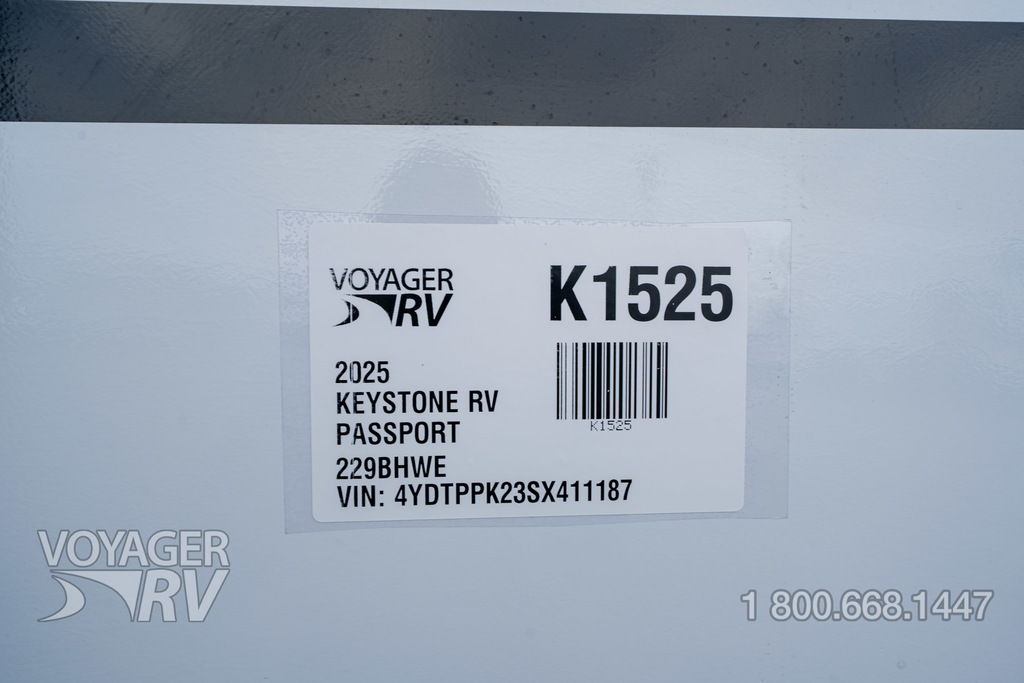 VOYAGER
RV
K1525
K1525
2025
KEYSTONE RV
PASSPORT
229BHWE
VIN: 4YDTPPK23SX411187
VOYAGER
RV
1 800.668.1447